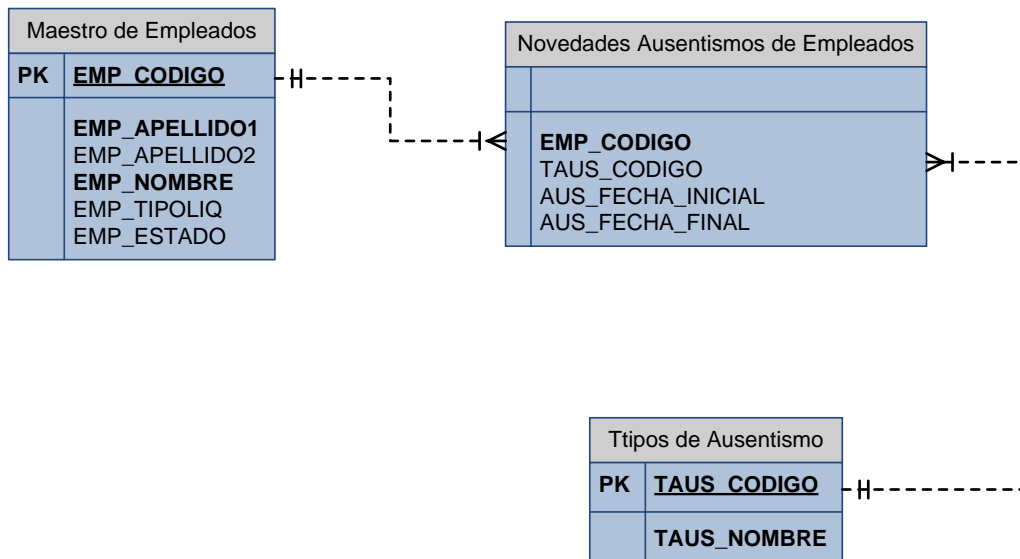 Maestro de Empleados
PK EMP_CODIGO
EMP_APELLIDO1
EMP_APELLIDO2
EMP_NOMBRE
EMP_TIPOLIQ
EMP_ESTADO
Novedades Ausentismos de Empleados
EMP_CODIGO
TAUS_CODIGO
AUS_FECHA_INICIAL
AUS_FECHA_FINAL
Ttipos de Ausentismo
PK TAUS_CODIGO
TAUS_NOMBRE